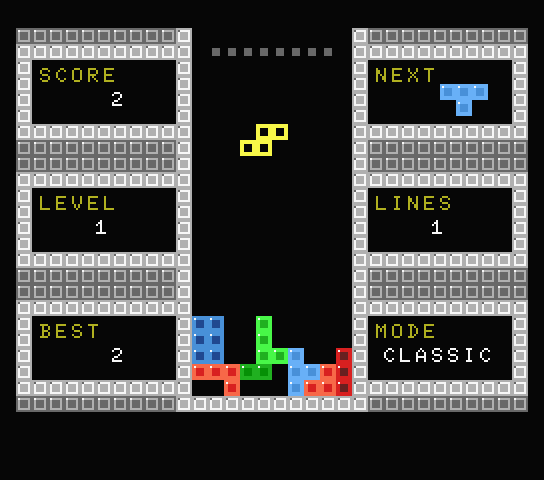 SCORE
2
NEXT
LEVEL
1
LINES
1
BEST
2
MODE
CLASSIC